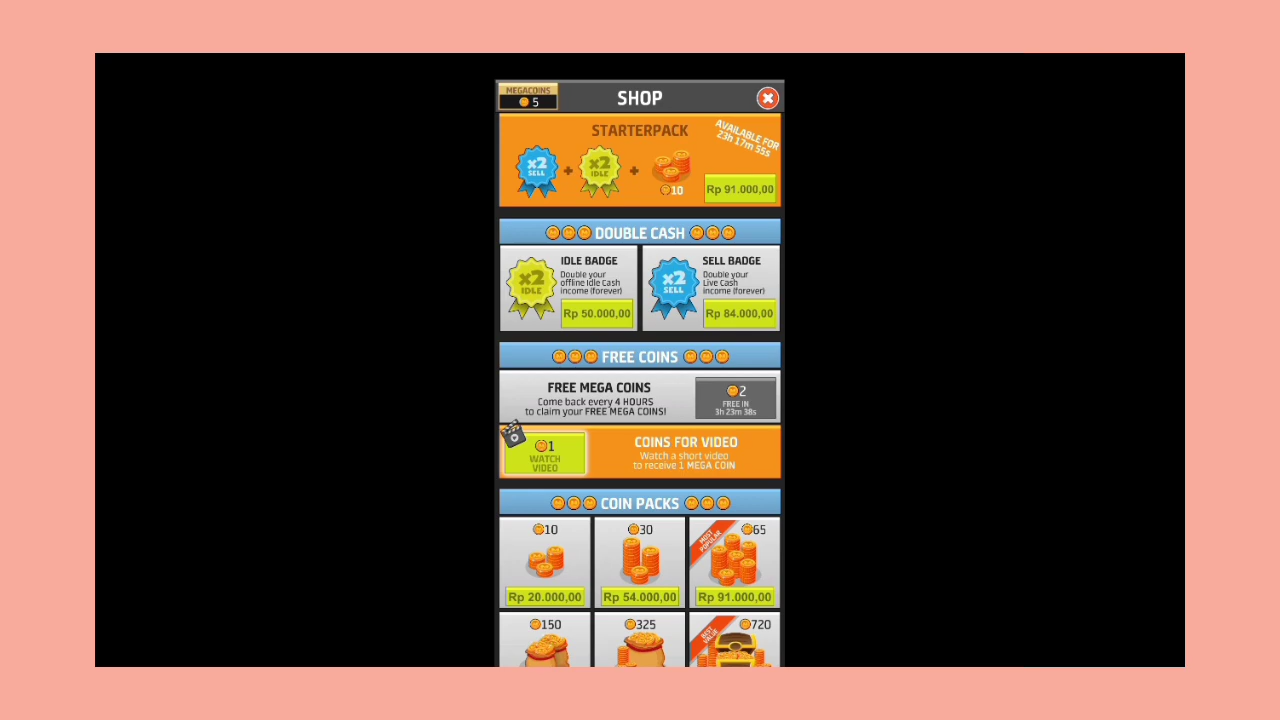 MEGACOINS
5
SHOP
STARTERPACK
AVAILABLE FOR
23h 17m 55s
x2
SELL
+
x2
IDLE
+
10
Rp 91.000,00
DOUBLE CASH
x2
IDLE
IDLE BADGE
Double your
offline Idle Cash
income (forever)
Rp 50.000,00
x2
SELL
SELL BADGE
Double your
Live Cash
income (forever)
Rp 84.000,00
FREE COINS
FREE MEGA COINS
Come back every 4 HOURS
to claim your FREE MEGA COINS!
2
FREE IN
3h 23m 38s
1
WATCH
VIDEO
COINS FOR VIDEO
Watch a short video
to receive 1 MEGA COIN
COIN PACKS
10
Rp 20.000,00
30
Rp 54.000,00
MOST
POPULAR
65
Rp 91.000,00
150
325
BEST
VALUE
720